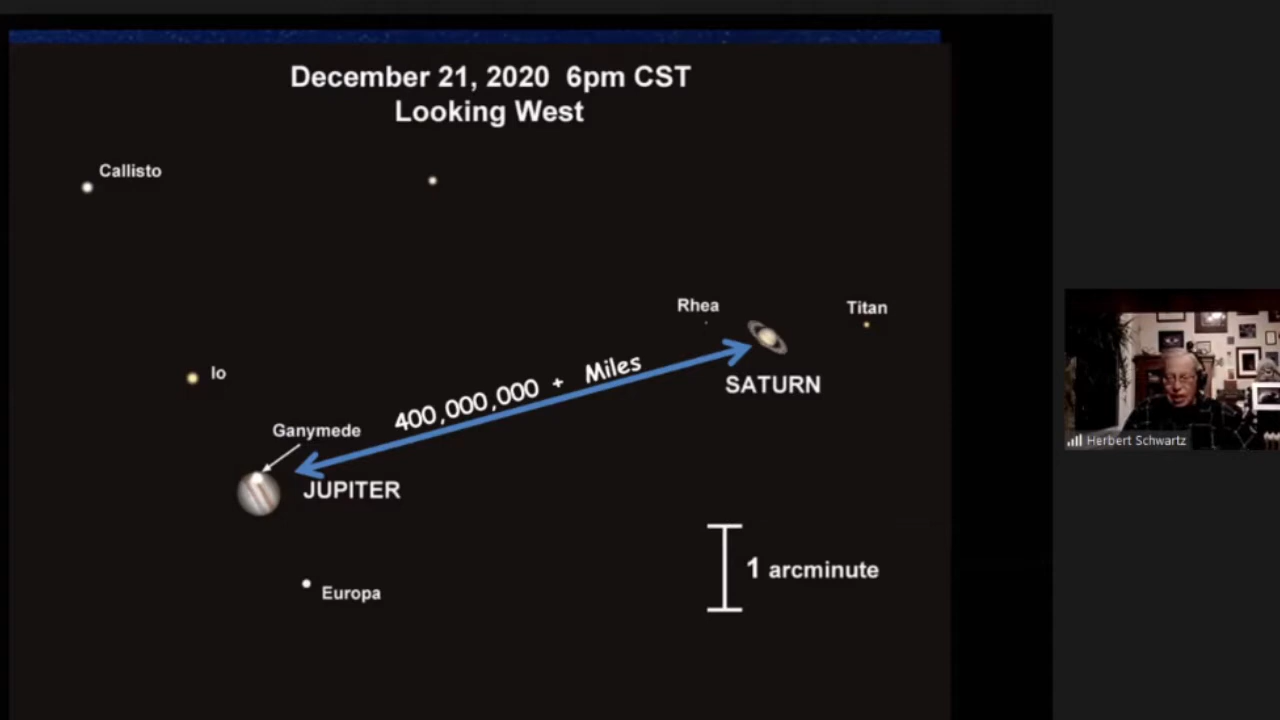 December 21, 2020 6pm CST
Looking West
Callisto
Rhea
Titan
Io
400,000,000 + Miles
SATURN
Ganymede
JUPITER
1 arcminute
Europa
Herbert Schwartz